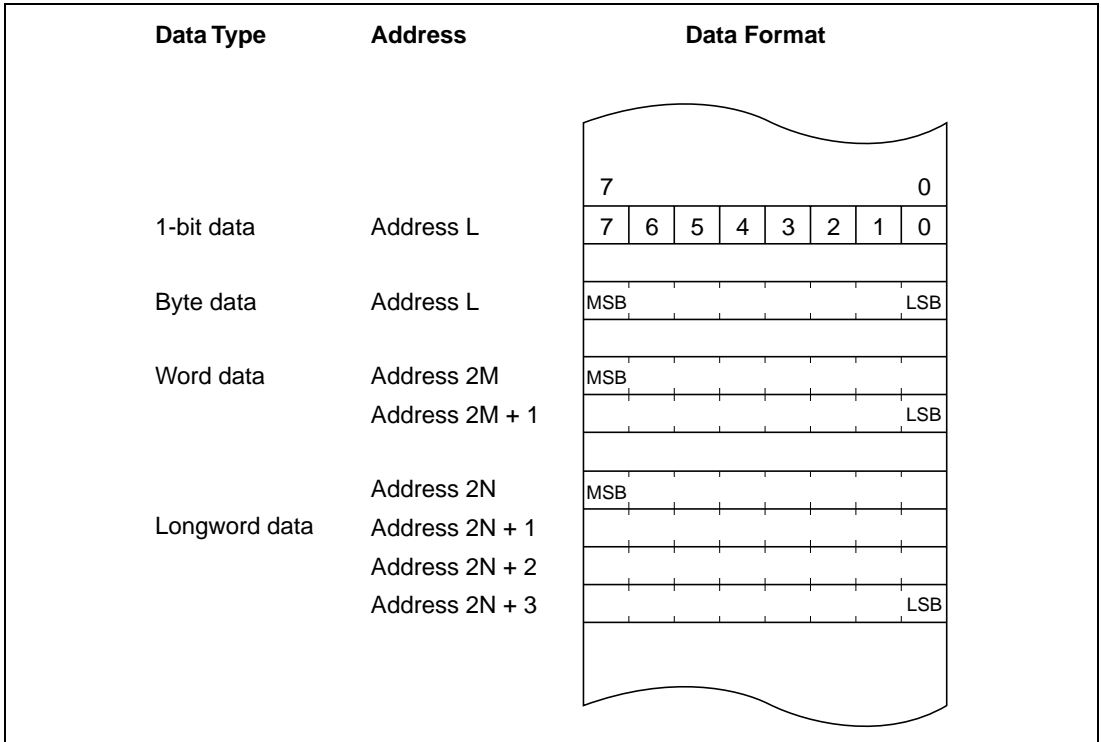 Data Type Address Data Format
7 0
1-bit data Address L 7 6 5 4 3 2 1 0
Byte data Address L MSB LSB
Word data Address 2M MSB
Address 2M + 1 LSB
Address 2N MSB
Longword data Address 2N + 1
Address 2N + 2
Address 2N + 3 LSB